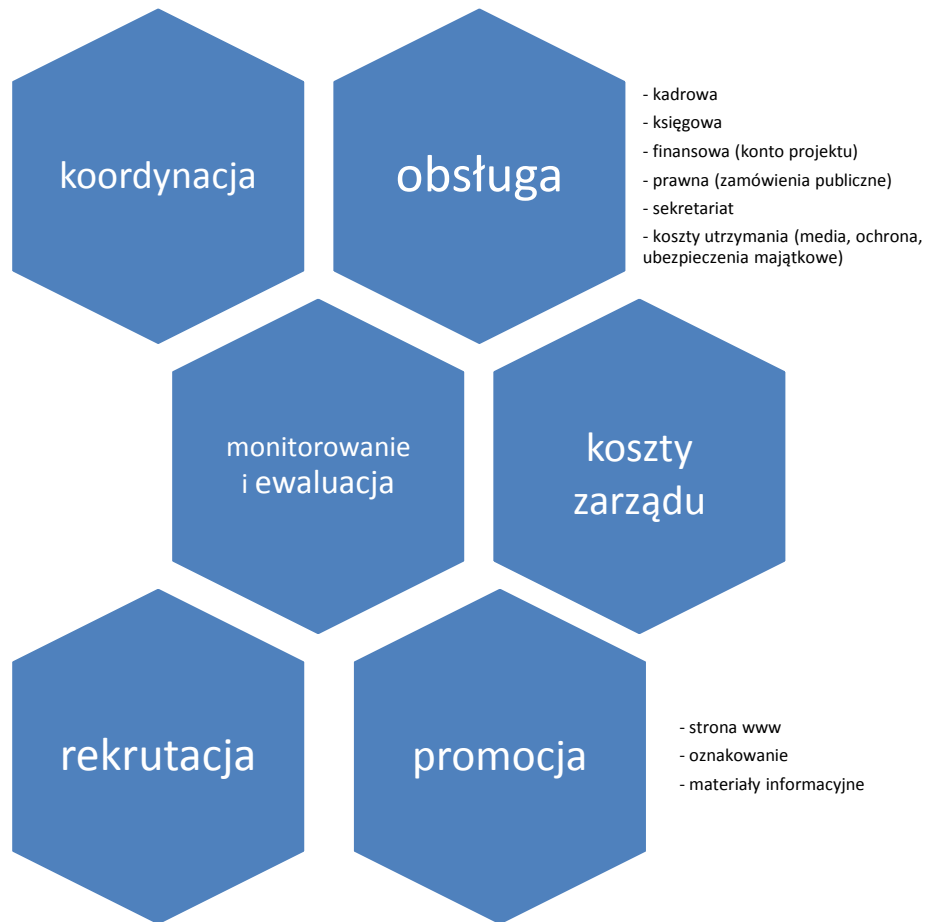 koordynacja
obsługa
- kadrowa
- księgowa
- finansowa (konto projektu)
- prawna (zamówienia publiczne)
- sekretariat
- koszty utrzymania (media, ochrona,
ubezpieczenia majątkowe)
monitorowanie
i ewaluacja
koszty
zarządu
rekrutacja
promocja
- strona www
- oznakowanie
- materiały informacyjne